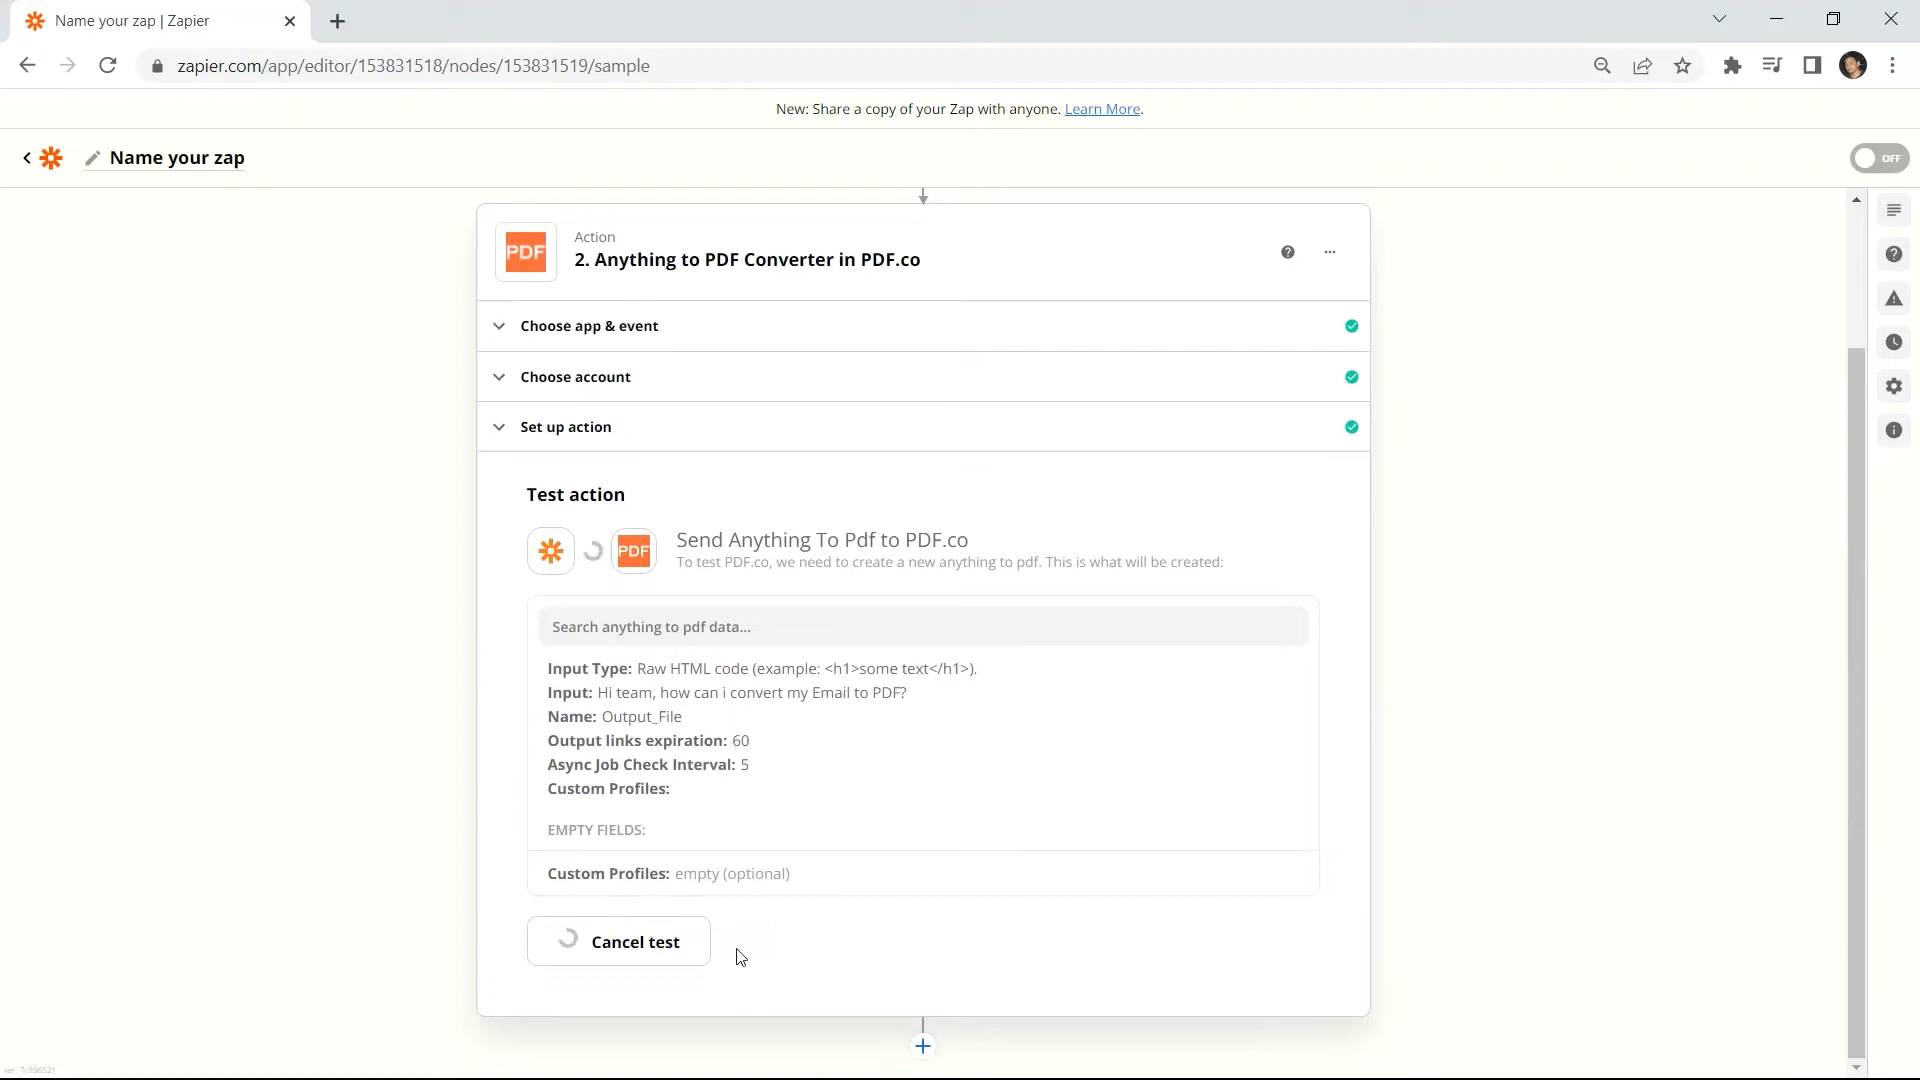 Name your zap | Zapier
zapier.com/app/editor/153831518/nodes/153831519/sample
New: Share a copy of your Zap with anyone. Learn More.
Name your zap
OFF
PDF
Action
2. Anything to PDF Converter in PDF.co
Choose app & event
Choose account
Set up action
Test action
PDF
Send Anything To Pdf to PDF.co
To test PDF.co, we need to create a new anything to pdf. This is what will be created:
Search anything to pdf data...
Input Type: Raw HTML code (example: <h1>some text</h1>).
Input: Hi team, how can i convert my Email to PDF?
Name: Output_File
Output links expiration: 60
Async Job Check Interval: 5
Custom Profiles:
EMPTY FIELDS:
Custom Profiles: empty (optional)
Cancel test
ver. 7c896521